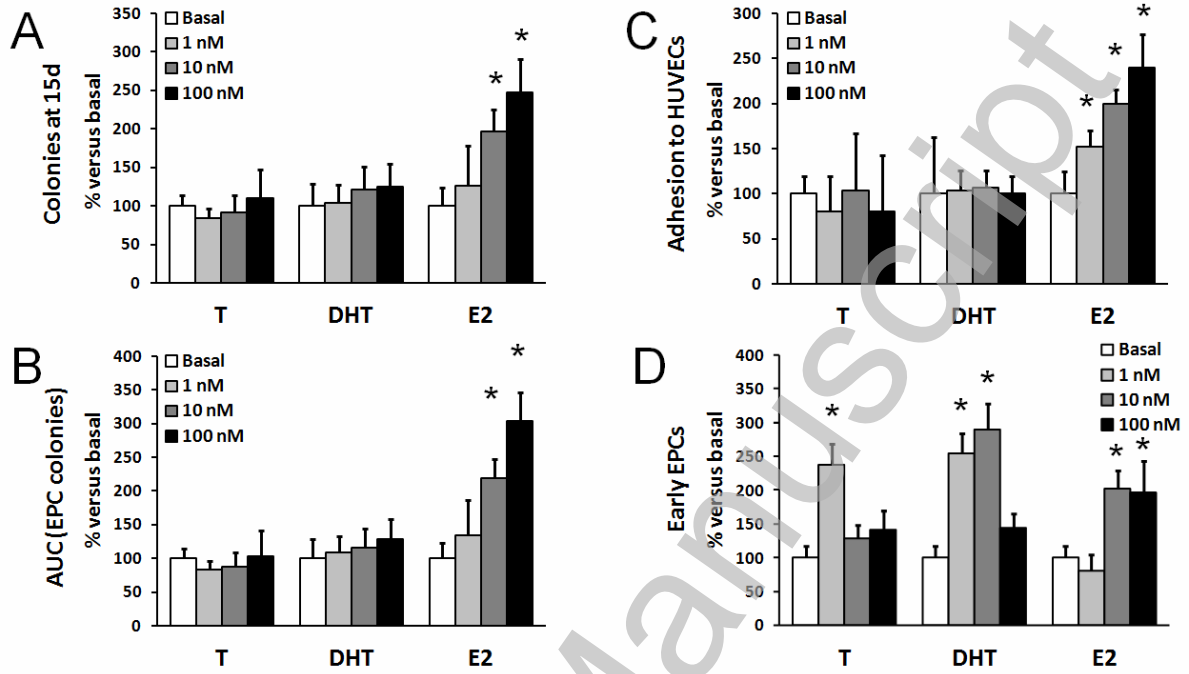 A
Colonies at 15d
% versus basal
350
300
250
200
150
100
50
0
Basal
1 nM
10 nM
100 nM
* *
T DHT E2
C
Adhesion to HUVECs
% versus basal
300
250
200
150
100
50
0
Basal
1 nM
10 nM
100 nM
* * *
T DHT E2
B
AUC (EPC colonies)
% versus basal
400
350
300
250
200
150
100
50
0
Basal
1 nM
10 nM
100 nM
* *
T DHT E2
D
Early EPCs
% versus basal
400
350
300
250
200
150
100
50
0
Basal
1 nM
10 nM
100 nM
* * * * *
T DHT E2
Manuscript